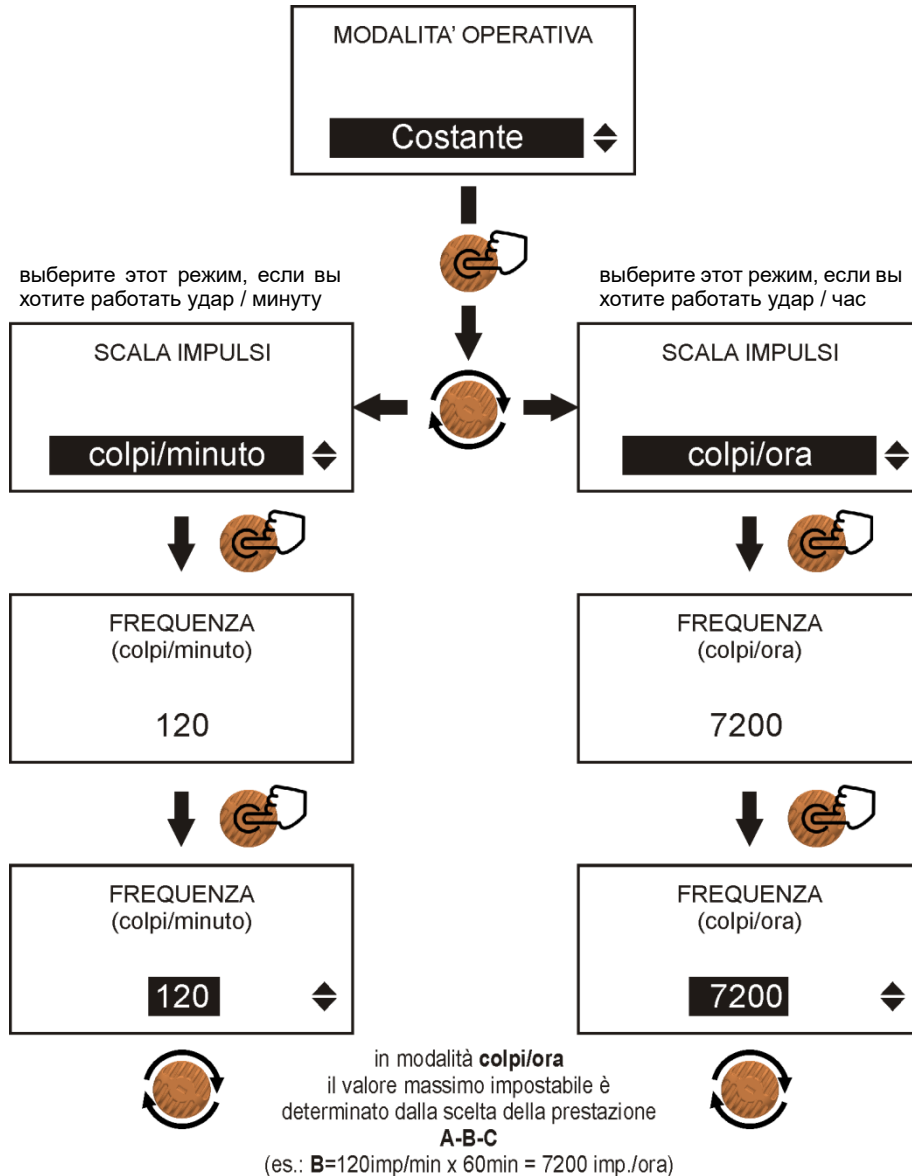 MODALITA' OPERATIVA
Costante
выберите этот режим, если вы
хотите работать удар / минуту
выберите этот режим, если вы
хотите работать удар / час
SCALA IMPULSI
colpi/minuto
SCALA IMPULSI
colpi/ora
FREQUENZA
(colpi/minuto)
120
FREQUENZA
(colpi/ora)
7200
FREQUENZA
(colpi/minuto)
120
FREQUENZA
(colpi/ora)
7200
in modalità colpi/ora
il valore massimo impostabile è
determinato dalla scelta della prestazione
A-B-C
(es.: B=120imp/min x 60min = 7200 imp./ora)